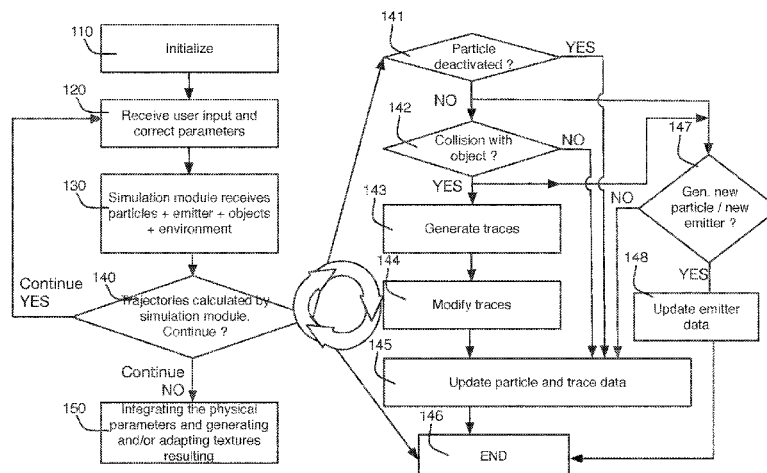 110
Initialize
120
Receive user input and
correct parameters
130
Simulation module receives
particles + emitter + objects
+ environment
Continue
YES
140
Trajectories calculated by
simulation module.
Continue ?
Continue
NO
150
Integrating the physical
parameters and generating
and/or adapting textures
resulting
141
Particle
deactivated ?
YES
NO
142
Collision with
object ?
NO
YES
143
Generate traces
144
Modify traces
145
Update particle and trace data
146
END
147
Gen. new
particle / new
emitter ?
NO
YES
148
Update emitter
data